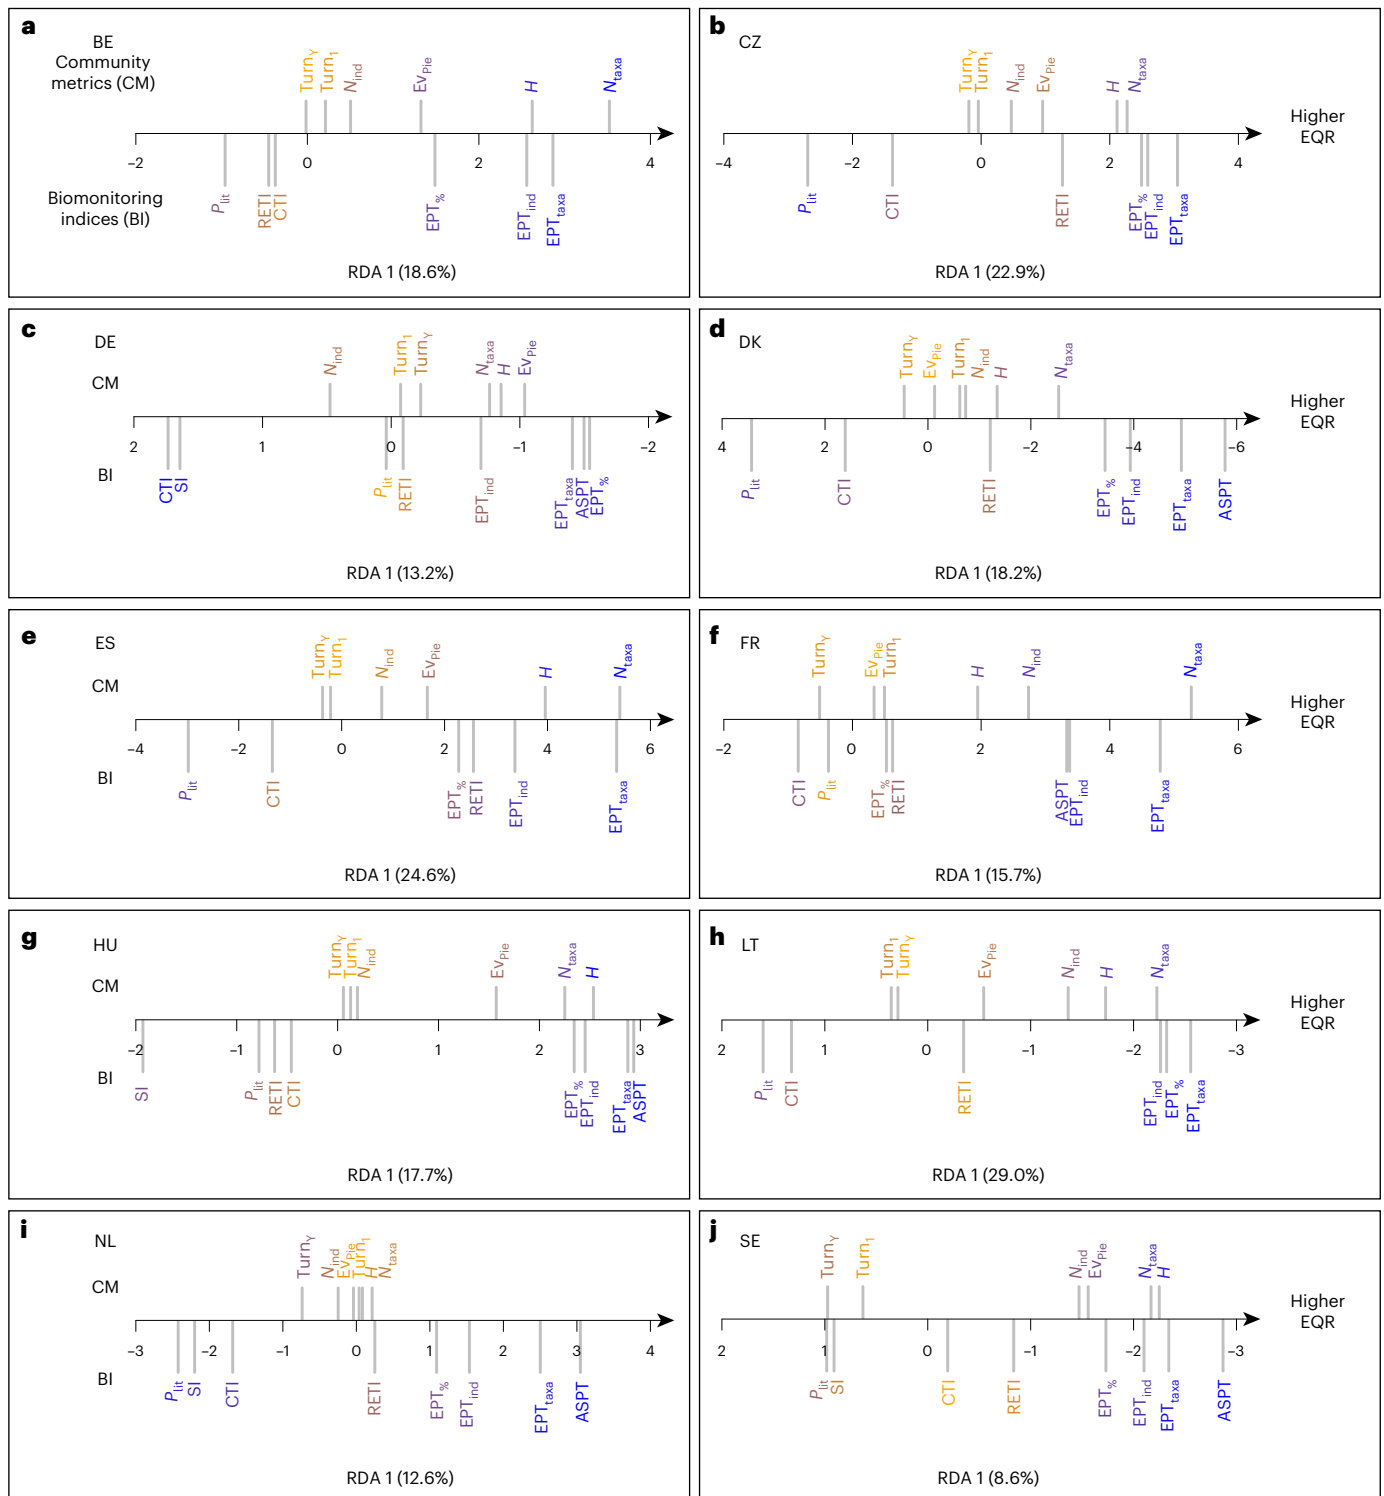 a
BE
Community
metrics (CM)
Turnγ
Turn1
Nind
EvPie
H
Ntaxa
−2 0 2 4
Biomonitoring
indices (BI)
Plit
RETI
CTI
EPT%
EPTind
EPTtaxa
RDA 1 (18.6%)
b
CZ
Turnγ
Turn1
Nind
EvPie
H
Ntaxa
Higher
EQR
−4 −2 0 2 4
Plit
CTI
RETI
EPT%
EPTind
EPTtaxa
RDA 1 (22.9%)
c
DE
CM
Nind
Turn1
Turnγ
Ntaxa
H
EvPie
2 1 0 −1 −2
BI
CTI
SI
Plit
RETI
EPTind
EPTtaxa
ASPT
EPT%
RDA 1 (13.2%)
d
DK
Turnγ
EvPie
Turn1
Nind
H
Ntaxa
Higher
EQR
4 2 0 −2 −4 −6
Plit
CTI
RETI
EPT%
EPTind
EPTtaxa
ASPT
RDA 1 (18.2%)
e
ES
CM
Turnγ
Turn1
Nind
EvPie
H
Ntaxa
−4 −2 0 2 4 6
BI
Plit
CTI
EPT%
RETI
EPTind
EPTtaxa
RDA 1 (24.6%)
f
FR
Turnγ
EvPie
Turn1
H
Nind
Ntaxa
Higher
EQR
−2 0 2 4 6
CTI
Plit
EPT%
RETI
ASPT
EPTind
EPTtaxa
RDA 1 (15.7%)
g
HU
CM
Turnγ
Turn1
Nind
EvPie
Ntaxa
H
−2 −1 0 1 2 3
BI
SI
Plit
RETI
CTI
EPT%
EPTind
EPTtaxa
ASPT
RDA 1 (17.7%)
h
LT
Turn1
Turnγ
EvPie
Nind
H
Ntaxa
Higher
EQR
2 1 0 −1 −2 −3
Plit
CTI
RETI
EPTind
EPT%
EPTtaxa
RDA 1 (29.0%)
i
NL
CM
Turnγ
Nind
EvPie
Turn1
H
Ntaxa
−3 −2 −1 0 1 2 3 4
BI
Plit
SI
CTI
RETI
EPT%
EPTind
EPTtaxa
ASPT
RDA 1 (12.6%)
j
SE
Turnγ
Turn1
Nind
EvPie
Ntaxa
H
Higher
EQR
2 1 0 −1 −2 −3
Plit
SI
CTI
RETI
EPT%
EPTind
EPTtaxa
ASPT
RDA 1 (8.6%)